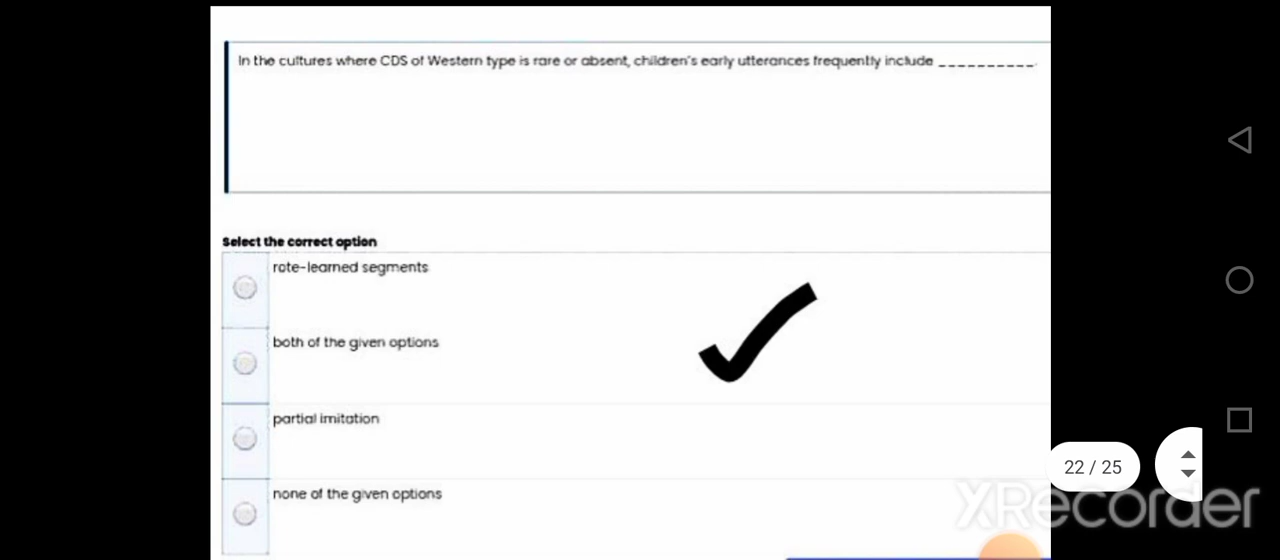 In the cultures where CDS of Western type is rare or absent, children's early utterances frequently include __________.
Select the correct option
rote-learned segments
both of the given options
partial imitation
none of the given options
22 / 25
XRecorder